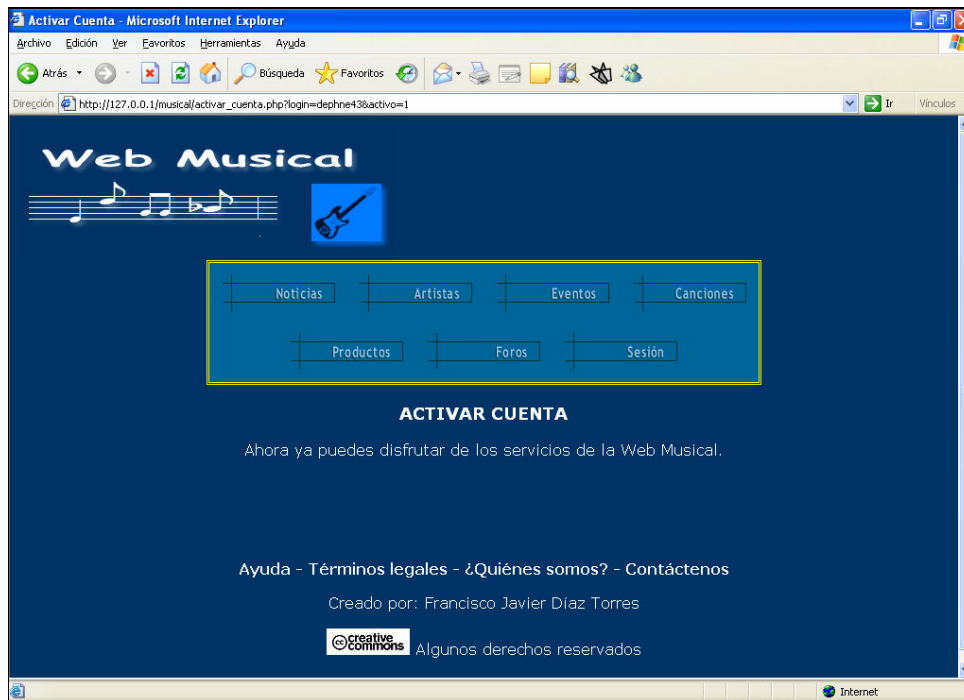 Activar Cuenta - Microsoft Internet Explorer
Archivo Edición Ver Favoritos Herramientas Ayuda
Atrás Búsqueda Favoritos
Dirección http://127.0.0.1/musical/activar_cuenta.php?login=dephne43&activo=1 Ir Vínculos
Web Musical
Noticias Artistas Eventos Canciones
Productos Foros Sesión
ACTIVAR CUENTA
Ahora ya puedes disfrutar de los servicios de la Web Musical.
Ayuda - Términos legales - ¿Quiénes somos? - Contáctenos
Creado por: Francisco Javier Díaz Torres
cc creative commons Algunos derechos reservados
Internet